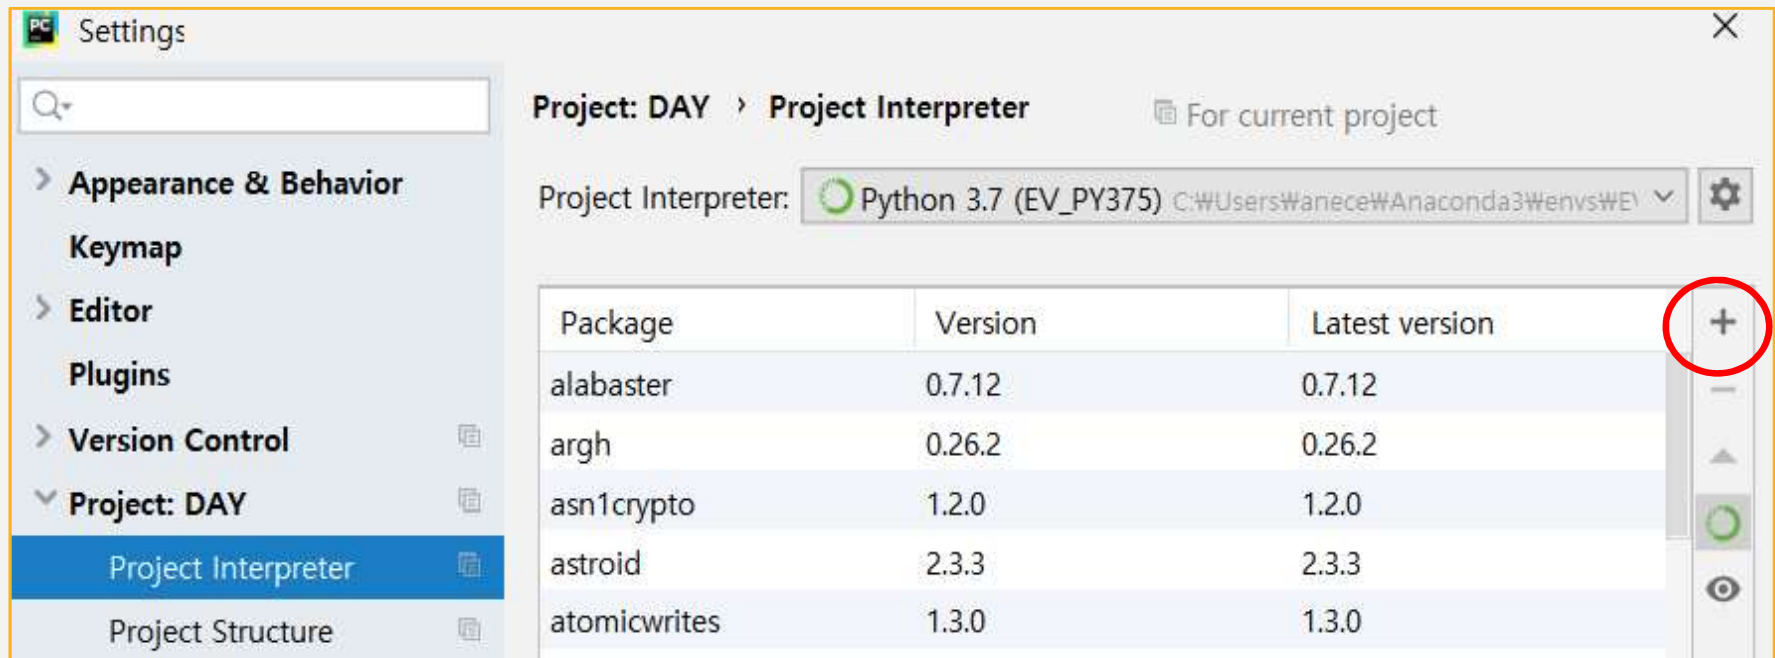 PC Settings
Project: DAY › Project Interpreter For current project
Appearance & Behavior
Project Interpreter: Python 3.7 (EV_PY375) C:₩Users₩anece₩Anaconda3₩envs₩E
Keymap
Editor
Package Version Latest version
Plugins
alabaster 0.7.12 0.7.12
Version Control
argh 0.26.2 0.26.2
Project: DAY
asn1crypto 1.2.0 1.2.0
Project Interpreter
astroid 2.3.3 2.3.3
Project Structure
atomicwrites 1.3.0 1.3.0